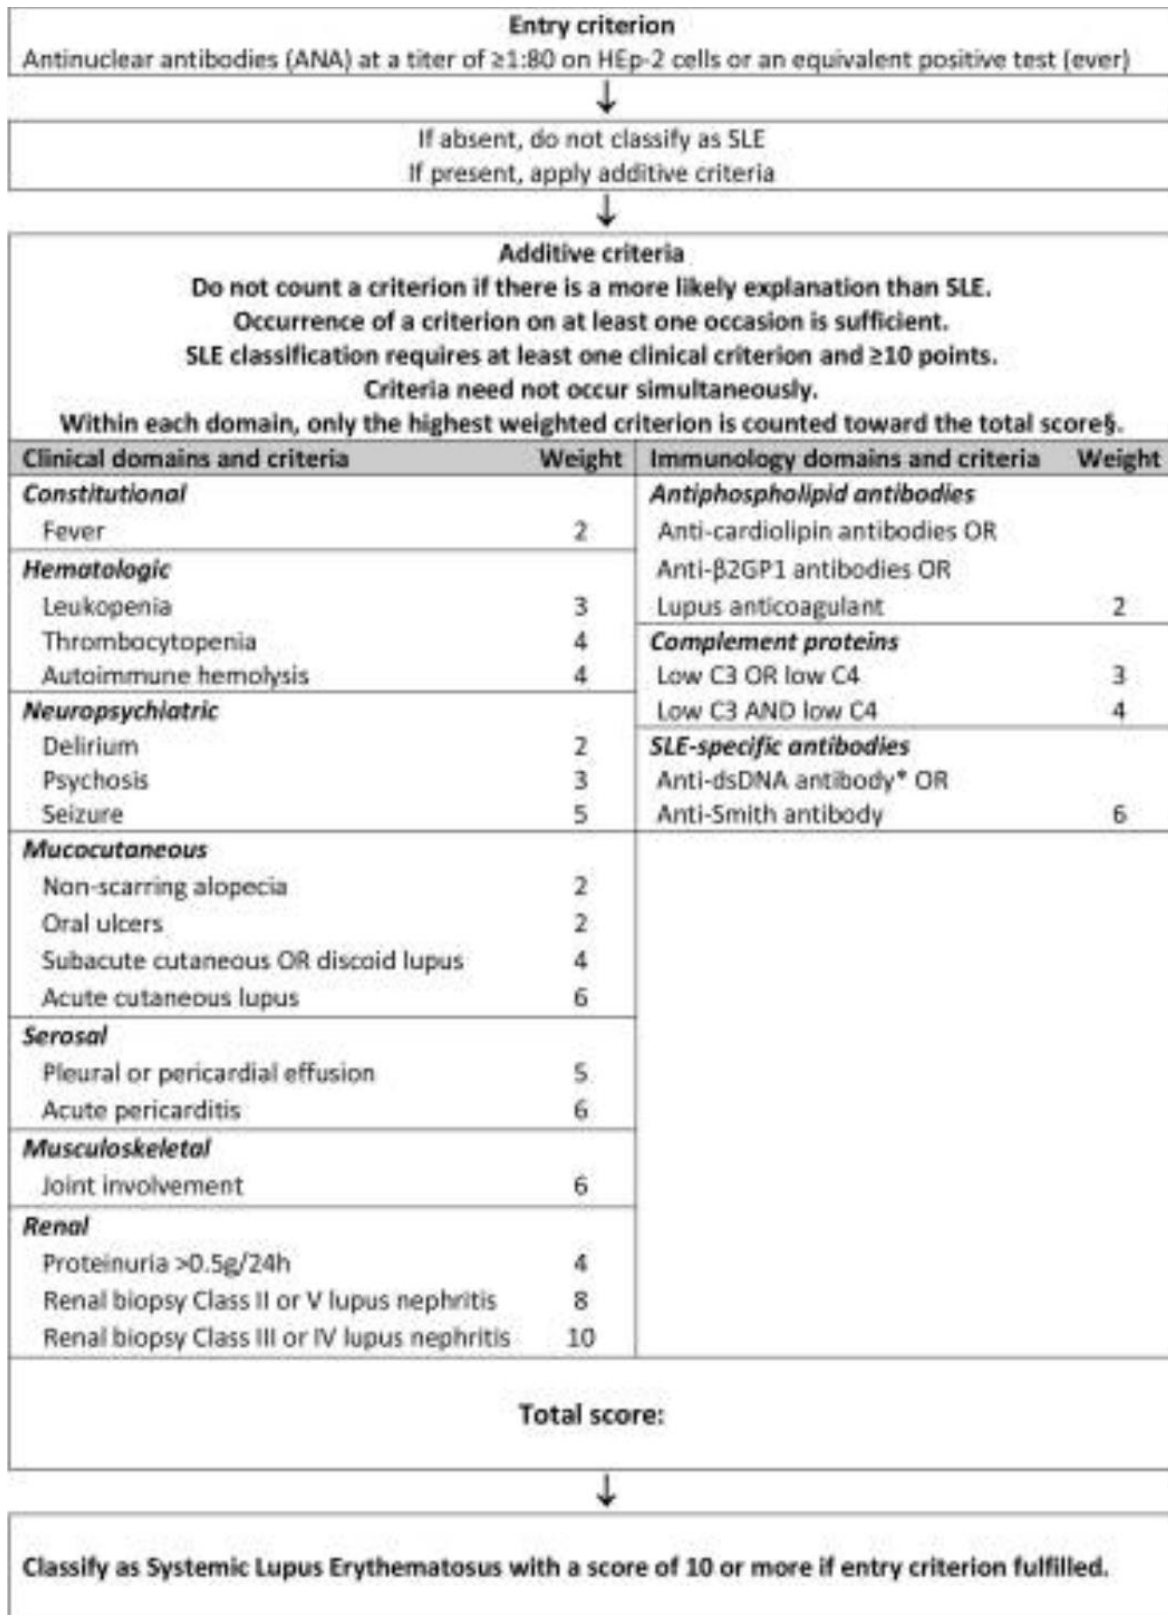 Entry criterion
Antinuclear antibodies (ANA) at a titer of ≥1:80 on HEp-2 cells or an equivalent positive test (ever)
↓
If absent, do not classify as SLE
If present, apply additive criteria
↓
Additive criteria
Do not count a criterion if there is a more likely explanation than SLE.
Occurrence of a criterion on at least one occasion is sufficient.
SLE classification requires at least one clinical criterion and ≥10 points.
Criteria need not occur simultaneously.
Within each domain, only the highest weighted criterion is counted toward the total score§.
Clinical domains and criteria Weight
Constitutional
Fever 2
Hematologic
Leukopenia 3
Thrombocytopenia 4
Autoimmune hemolysis 4
Neuropsychiatric
Delirium 2
Psychosis 3
Seizure 5
Mucocutaneous
Non-scarring alopecia 2
Oral ulcers 2
Subacute cutaneous OR discoid lupus 4
Acute cutaneous lupus 6
Serosal
Pleural or pericardial effusion 5
Acute pericarditis 6
Musculoskeletal
Joint involvement 6
Renal
Proteinuria >0.5g/24h 4
Renal biopsy Class II or V lupus nephritis 8
Renal biopsy Class III or IV lupus nephritis 10
Immunology domains and criteria Weight
Antiphospholipid antibodies
Anti-cardiolipin antibodies OR
Anti-β2GP1 antibodies OR
Lupus anticoagulant 2
Complement proteins
Low C3 OR low C4 3
Low C3 AND low C4 4
SLE-specific antibodies
Anti-dsDNA antibody* OR
Anti-Smith antibody 6
Total score:
↓
Classify as Systemic Lupus Erythematosus with a score of 10 or more if entry criterion fulfilled.